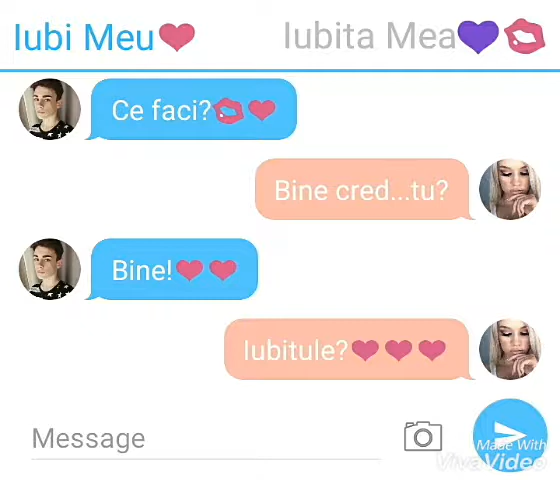 Iubi Meu❤
Iubita Mea💜💋
Ce faci?💋❤
Bine cred...tu?
Bine!❤❤
Iubitule?❤❤❤
Message
Made With
VivaVideo